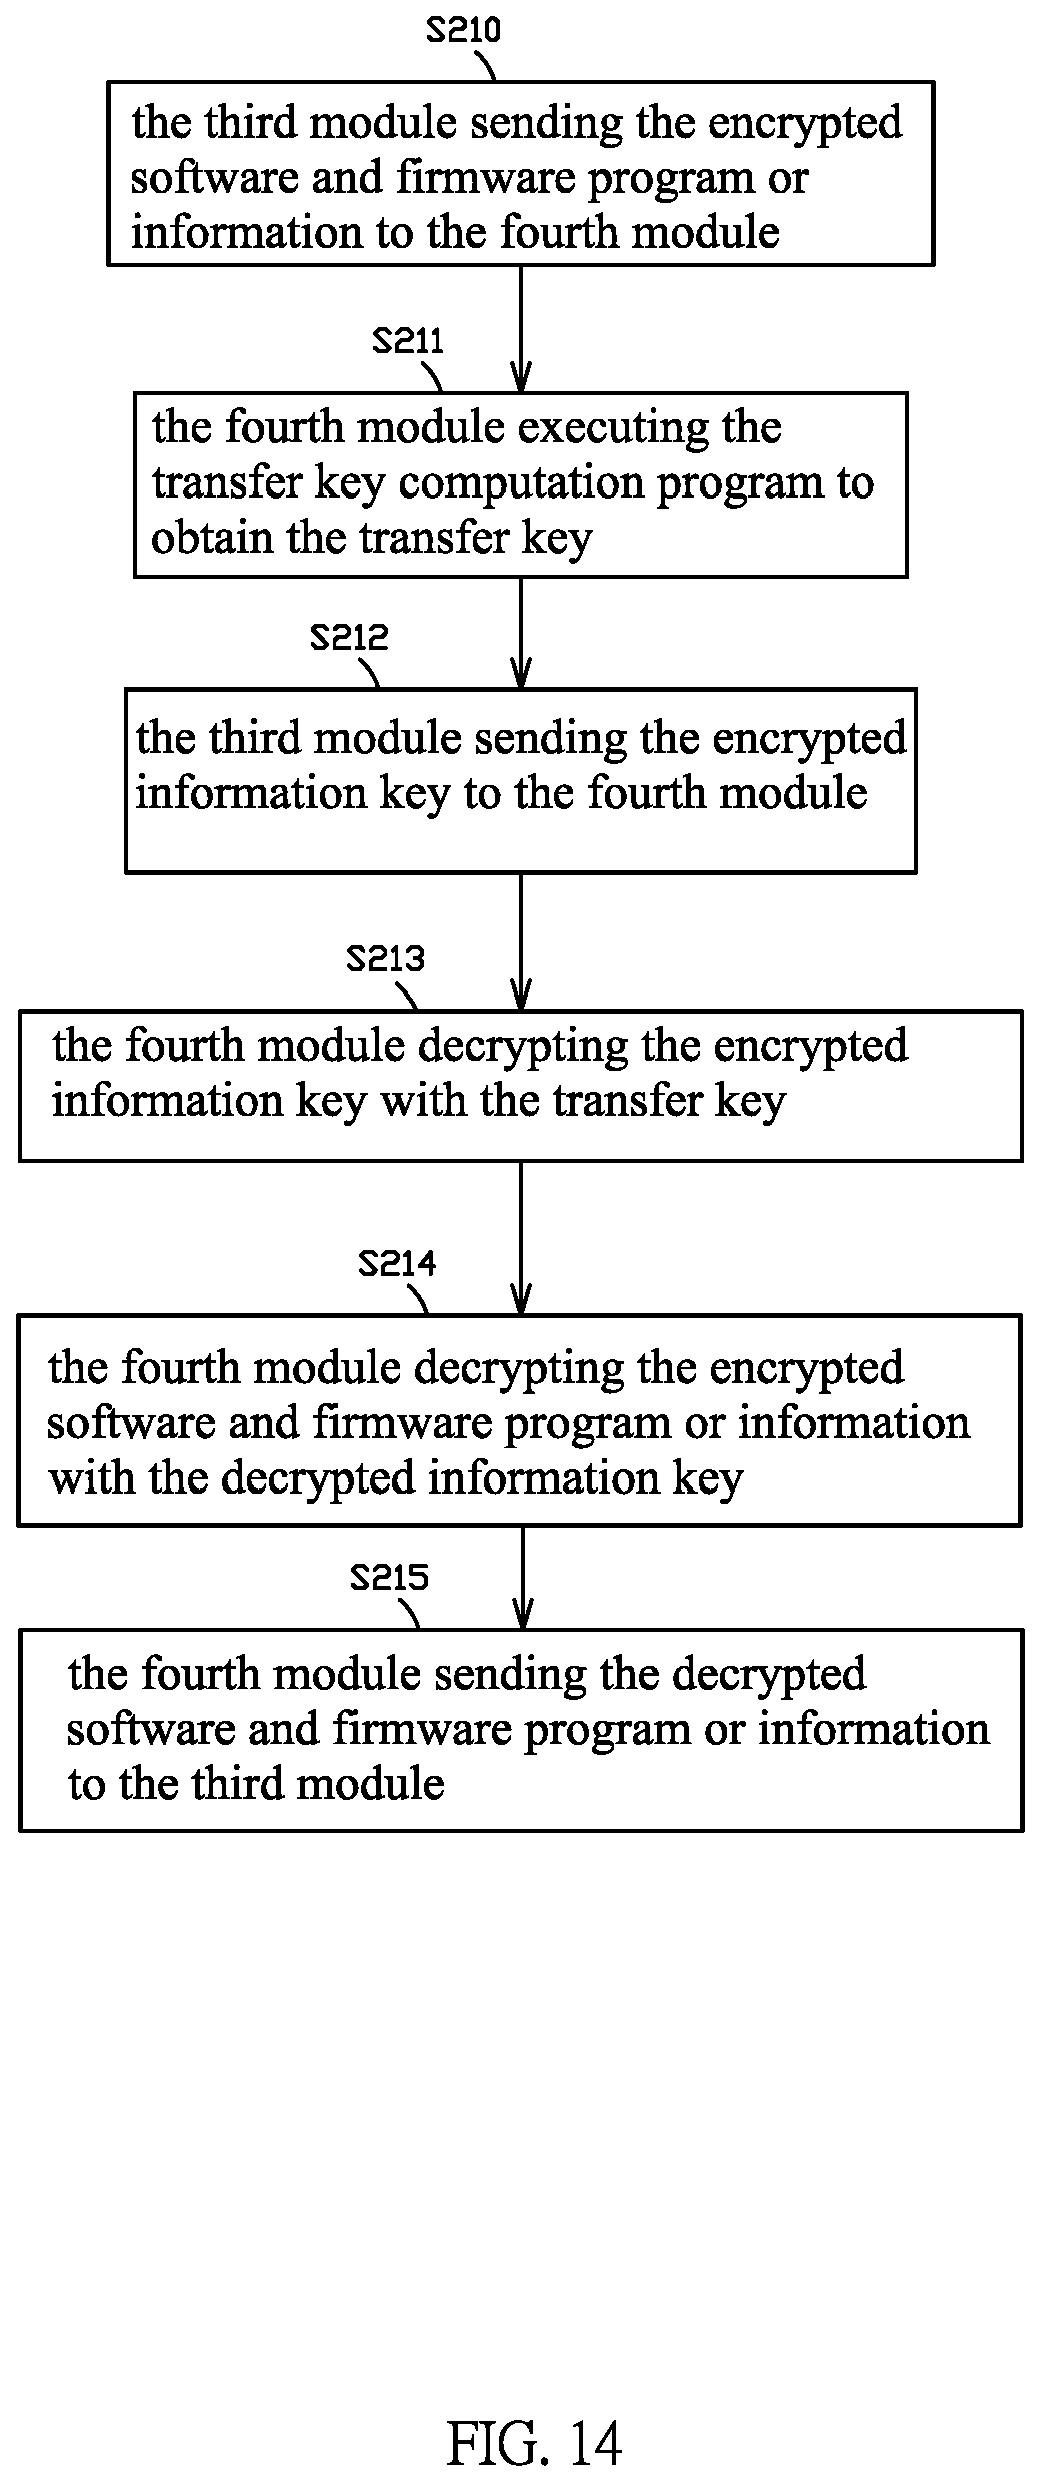 S210
the third module sending the encrypted
software and firmware program or
information to the fourth module
S211
the fourth module executing the
transfer key computation program to
obtain the transfer key
S212
the third module sending the encrypted
information key to the fourth module
S213
the fourth module decrypting the encrypted
information key with the transfer key
S214
the fourth module decrypting the encrypted
software and firmware program or information
with the decrypted information key
S215
the fourth module sending the decrypted
software and firmware program or information
to the third module
FIG. 14